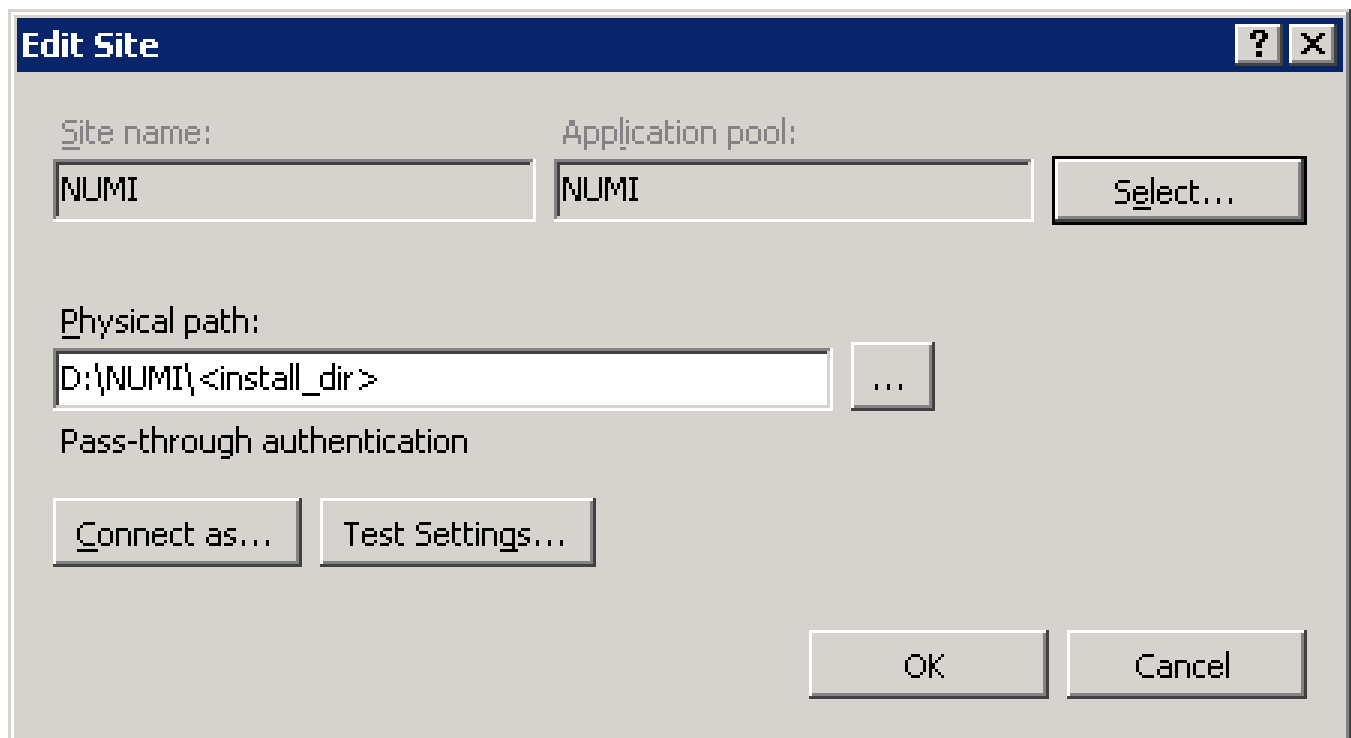 Edit Site
Site name: Application pool:
NUMI NUMI Select...
Physical path:
D:\NUMI\<install_dir>
...
Pass-through authentication
Connect as... Test Settings...
OK Cancel